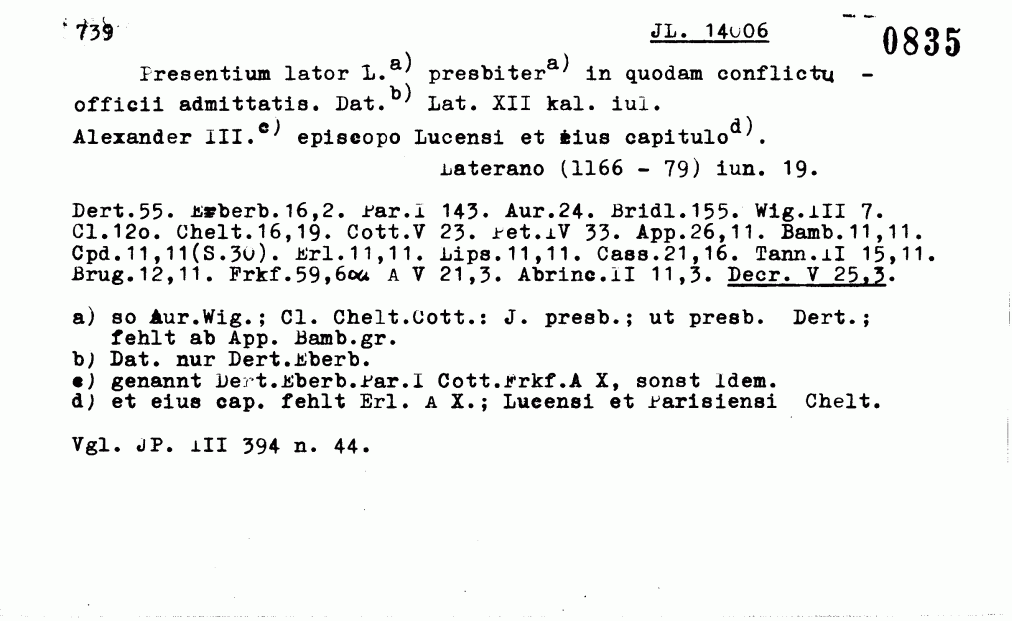 739 JL. 14006 0835
Presentium lator L.a) presbitera) in quodam conflictu -
officii admittatis. Dat.b) Lat. XII kal. iul.
Alexander III.c) episcopo Lucensi et eius capitulod).
Laterano (1166 - 79) iun. 19.
Dert.55. Eberb.16,2. Par.I 143. Aur.24. Bridl.155. Wig.III 7.
Cl.12o. Chelt.16,19. Cott.V 23. Pet.IV 33. App.26,11. Bamb.11,11.
Cpd.11,11(S.30). Erl.11,11. Lips.11,11. Cass.21,16. Tann.II 15,11.
Brug.12,11. Frkf.59,6 A V 21,3. Abrinc.II 11,3. Decr. V 25,3.
a) so Aur.Wig.; Cl. Chelt.Cott.: J. presb.; ut presb. Dert.;
fehlt ab App. Bamb.gr.
b) Dat. nur Dert.Eberb.
c) genannt Dert.Eberb.Par.I Cott.Frkf.A X, sonst Idem.
d) et eius cap. fehlt Erl. A X.; Lucensi et Parisiensi Chelt.
Vgl. JP. III 394 n. 44.